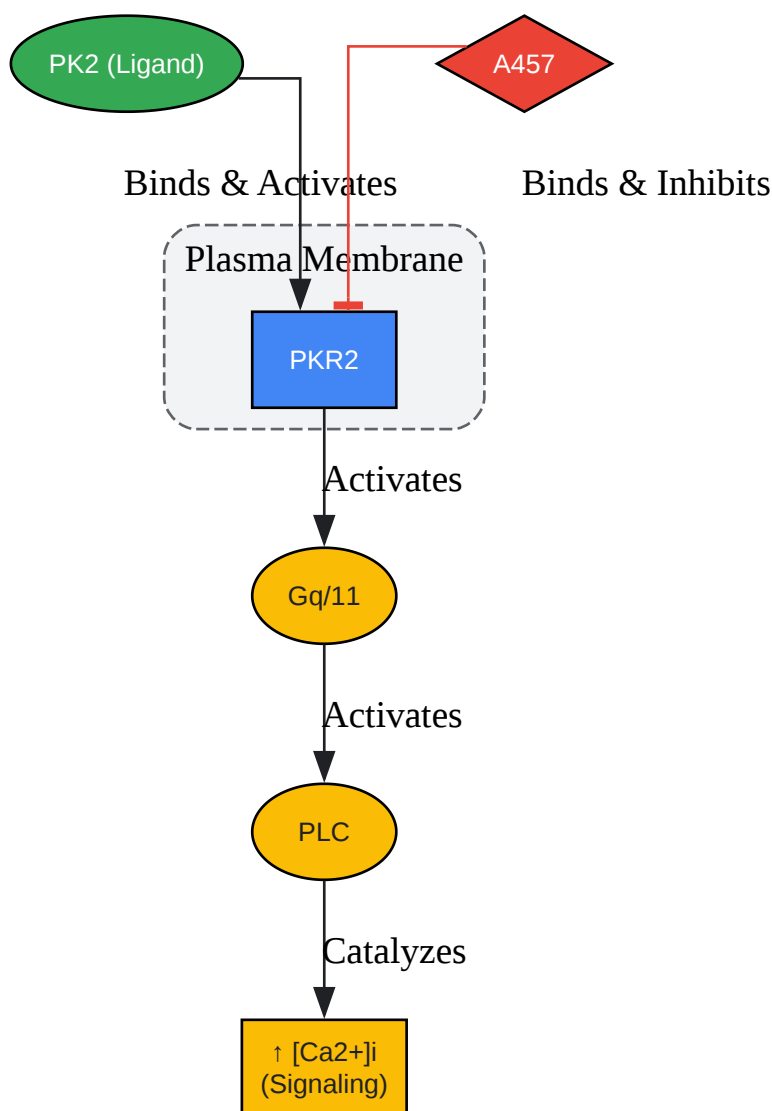 PK2 (Ligand)
A457
Binds & Activates
Binds & Inhibits
Plasma Membrane
PKR2
Activates
Gq/11
Activates
PLC
Catalyzes
↑ [Ca2+]i
(Signaling)